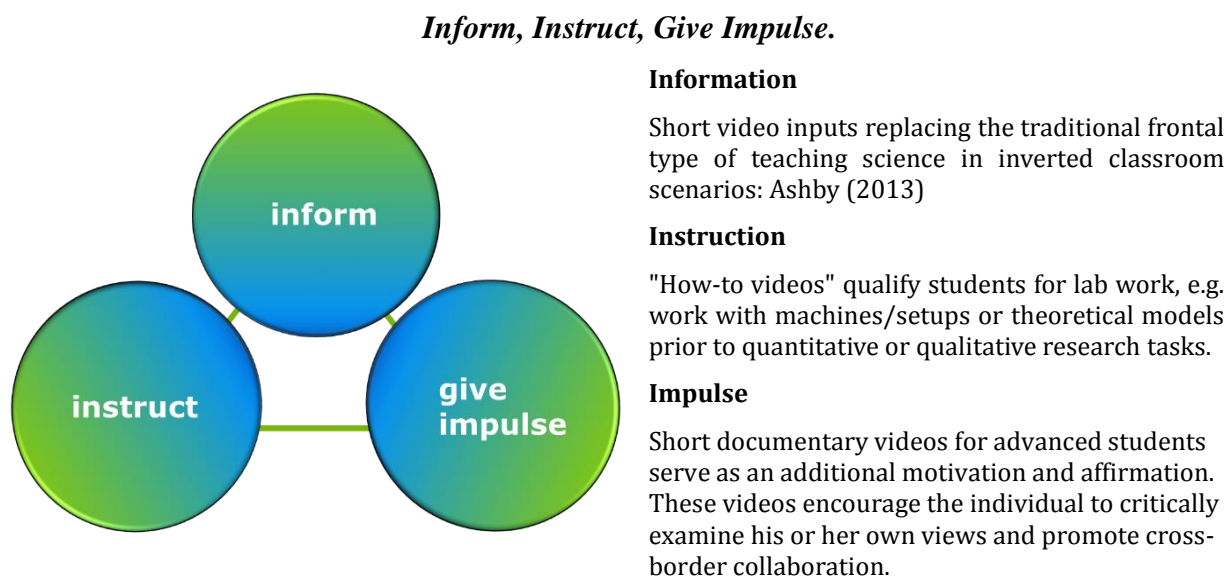 Inform, Instruct, Give Impulse.
inform
instruct
give
impulse
Information
Short video inputs replacing the traditional frontal
type of teaching science in inverted classroom
scenarios: Ashby (2013)
Instruction
"How-to videos" qualify students for lab work, e.g.
work with machines/setups or theoretical models
prior to quantitative or qualitative research tasks.
Impulse
Short documentary videos for advanced students
serve as an additional motivation and affirmation.
These videos encourage the individual to critically
examine his or her own views and promote cross-
border collaboration.